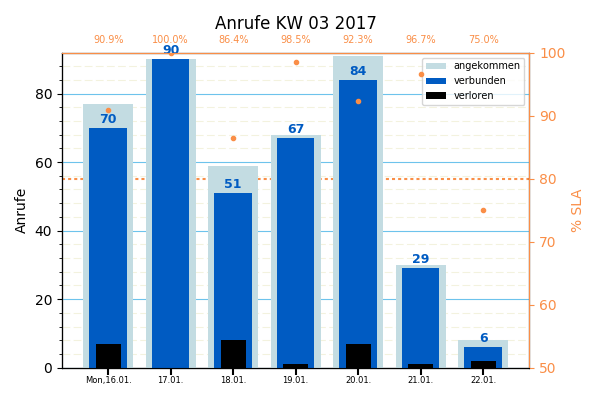 Anrufe KW 03 2017
90.9% 100.0% 86.4% 98.5% 92.3% 96.7% 75.0%
angekommen
verbunden
verloren
70 90 51 67 84 29 6
Anrufe
0
20
40
60
80
% SLA
100
90
80
70
60
50
Mon,16.01. 17.01. 18.01. 19.01. 20.01. 21.01. 22.01.